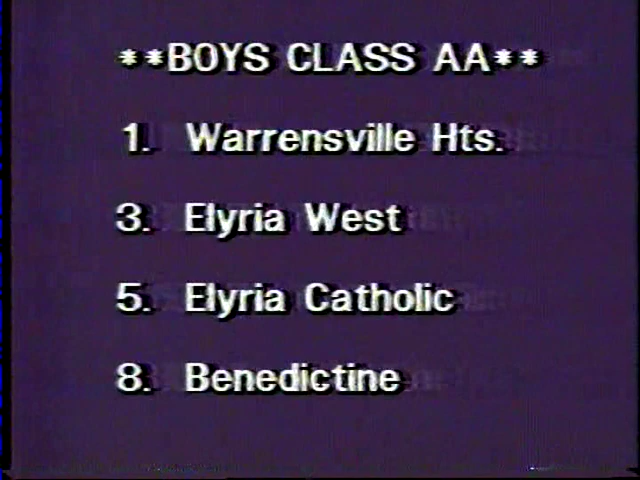 **BOYS CLASS AA**
1. Warrensville Hts.
3. Elyria West
5. Elyria Catholic
8. Benedictine